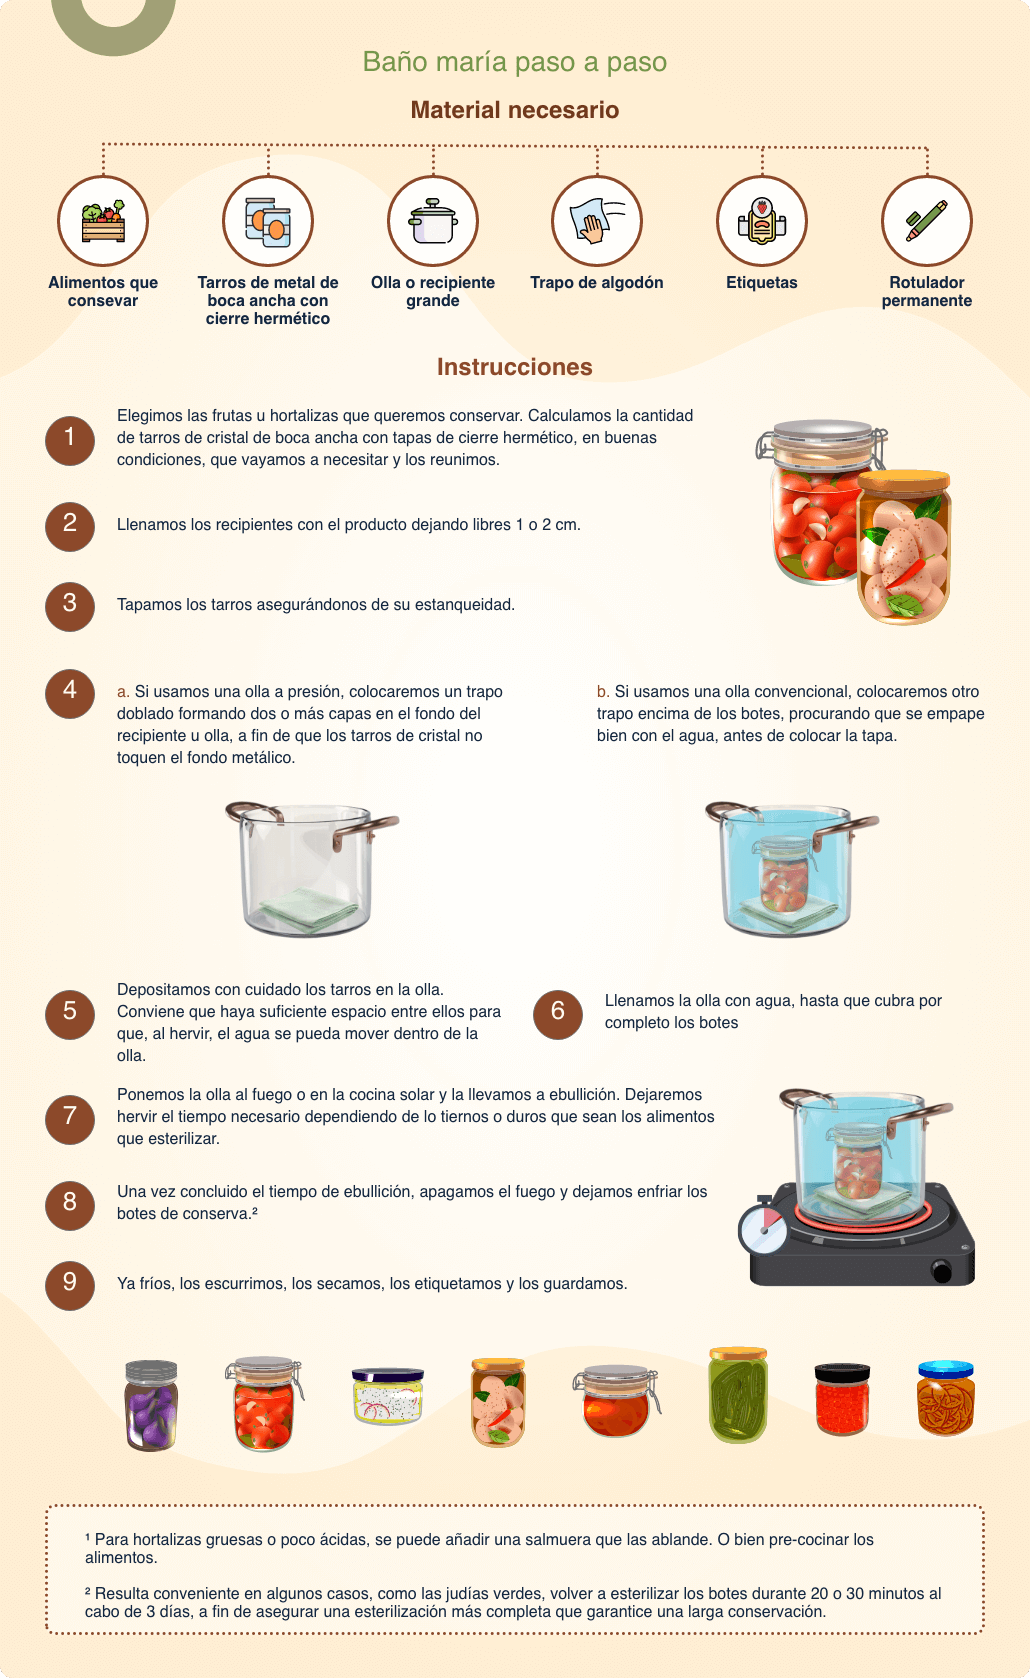 Baño maría paso a paso
Material necesario
Alimentos que
consevar
Tarros de metal de
boca ancha con
cierre hermético
Olla o recipiente
grande
Trapo de algodón
Etiquetas
Rotulador
permanente
Instrucciones
1
Elegimos las frutas u hortalizas que queremos conservar. Calculamos la cantidad
de tarros de cristal de boca ancha con tapas de cierre hermético, en buenas
condiciones, que vayamos a necesitar y los reunimos.
2
Llenamos los recipientes con el producto dejando libres 1 o 2 cm.
3
Tapamos los tarros asegurándonos de su estanqueidad.
4
a. Si usamos una olla a presión, colocaremos un trapo
doblado formando dos o más capas en el fondo del
recipiente u olla, a fin de que los tarros de cristal no
toquen el fondo metálico.
b. Si usamos una olla convencional, colocaremos otro
trapo encima de los botes, procurando que se empape
bien con el agua, antes de colocar la tapa.
5
Depositamos con cuidado los tarros en la olla.
Conviene que haya suficiente espacio entre ellos para
que, al hervir, el agua se pueda mover dentro de la
olla.
6
Llenamos la olla con agua, hasta que cubra por
completo los botes
7
Ponemos la olla al fuego o en la cocina solar y la llevamos a ebullición. Dejaremos
hervir el tiempo necesario dependiendo de lo tiernos o duros que sean los alimentos
que esterilizar.
8
Una vez concluido el tiempo de ebullición, apagamos el fuego y dejamos enfriar los
botes de conserva.²
9
Ya fríos, los escurrimos, los secamos, los etiquetamos y los guardamos.
¹ Para hortalizas gruesas o poco ácidas, se puede añadir una salmuera que las ablande. O bien pre-cocinar los
alimentos.
² Resulta conveniente en algunos casos, como las judías verdes, volver a esterilizar los botes durante 20 o 30 minutos al
cabo de 3 días, a fin de asegurar una esterilización más completa que garantice una larga conservación.